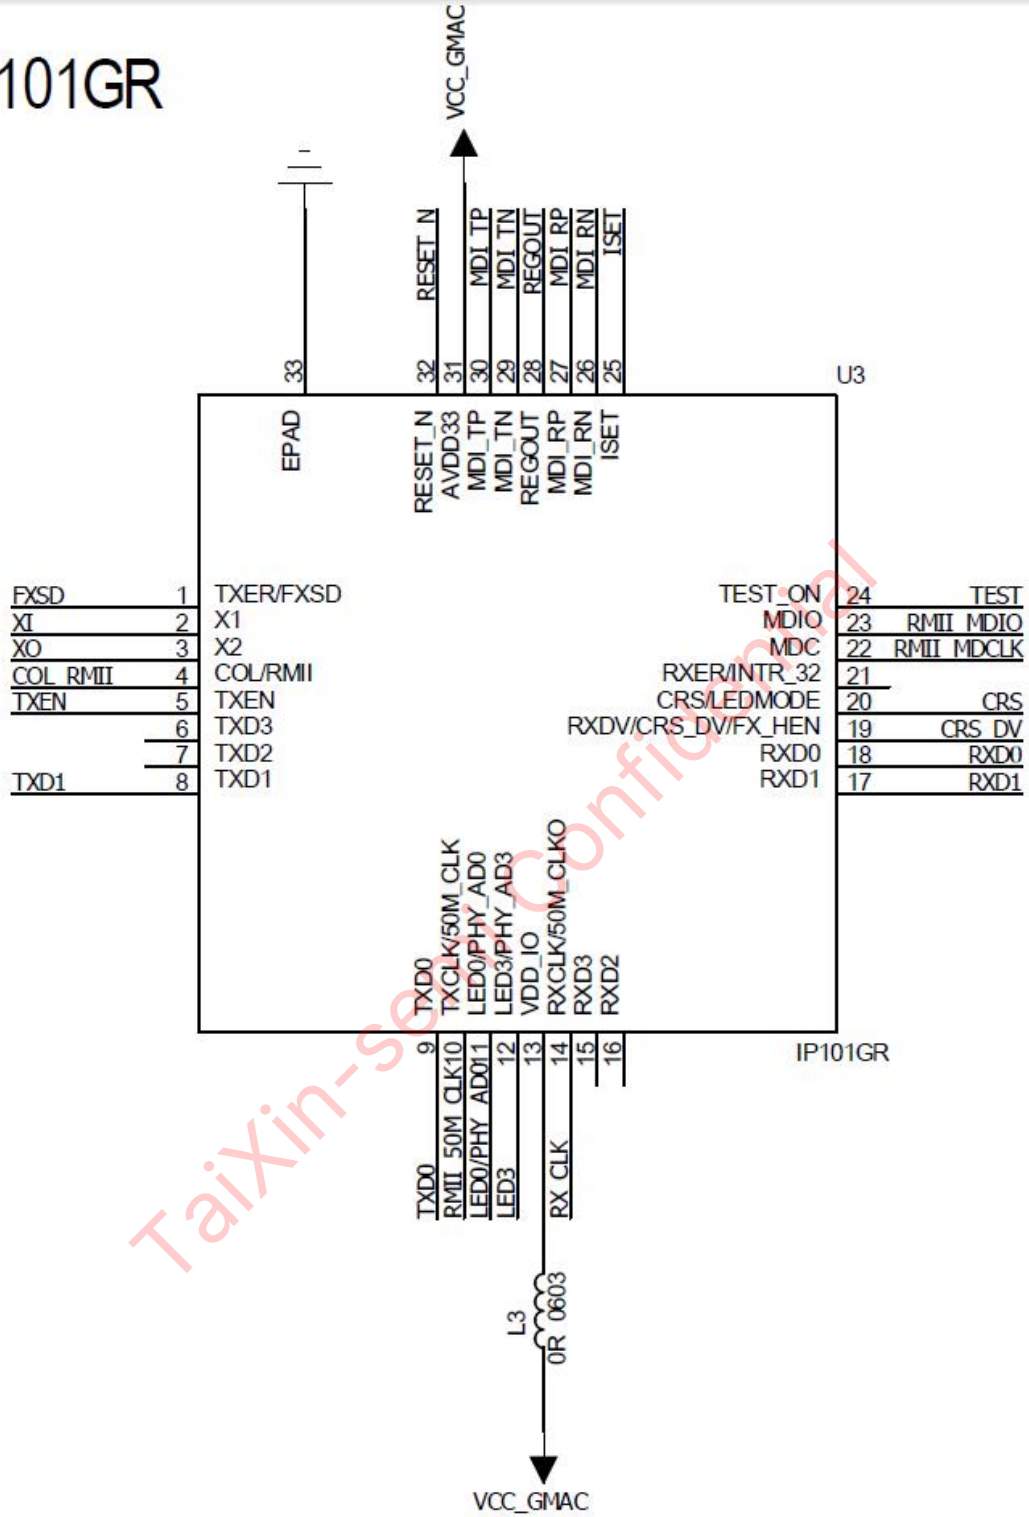 101GR
VCC_GMAC
RESET_N
MDI_TP
MDI_TN
REGOUT
MDI_RP
MDI_RN
ISET
33
32
31
30
29
28
27
26
25
U3
EPAD
RESET_N
AVDD33
MDI_TP
MDI_TN
REGOUT
MDI_RP
MDI_RN
ISET
FXSD 1 TXER/FXSD
XI 2 X1
XO 3 X2
COL_RMII 4 COL/RMII
TXEN 5 TXEN
6 TXD3
7 TXD2
TXD1 8 TXD1
TEST_ON 24 TEST
MDIO 23 RMII_MDIO
MDC 22 RMII_MDCLK
RXER/INTR_32 21
CRS/LEDMODE 20 CRS
RXDV/CRS_DV/FX_HEN 19 CRS_DV
RXD0 18 RXD0
RXD1 17 RXD1
TXD0
TXCLK/50M_CLK
LED0/PHY_AD0
LED3/PHY_AD3
VDD_IO
RXCLK/50M_CLKO
RXD3
RXD2
9
10
11
12
13
14
15
16
IP101GR
TXD0
RMII_50M_CLK
LED0/PHY_AD0
LED3
RX_CLK
L3
0R_0603
VCC_GMAC
TaiXin-semi Confidential